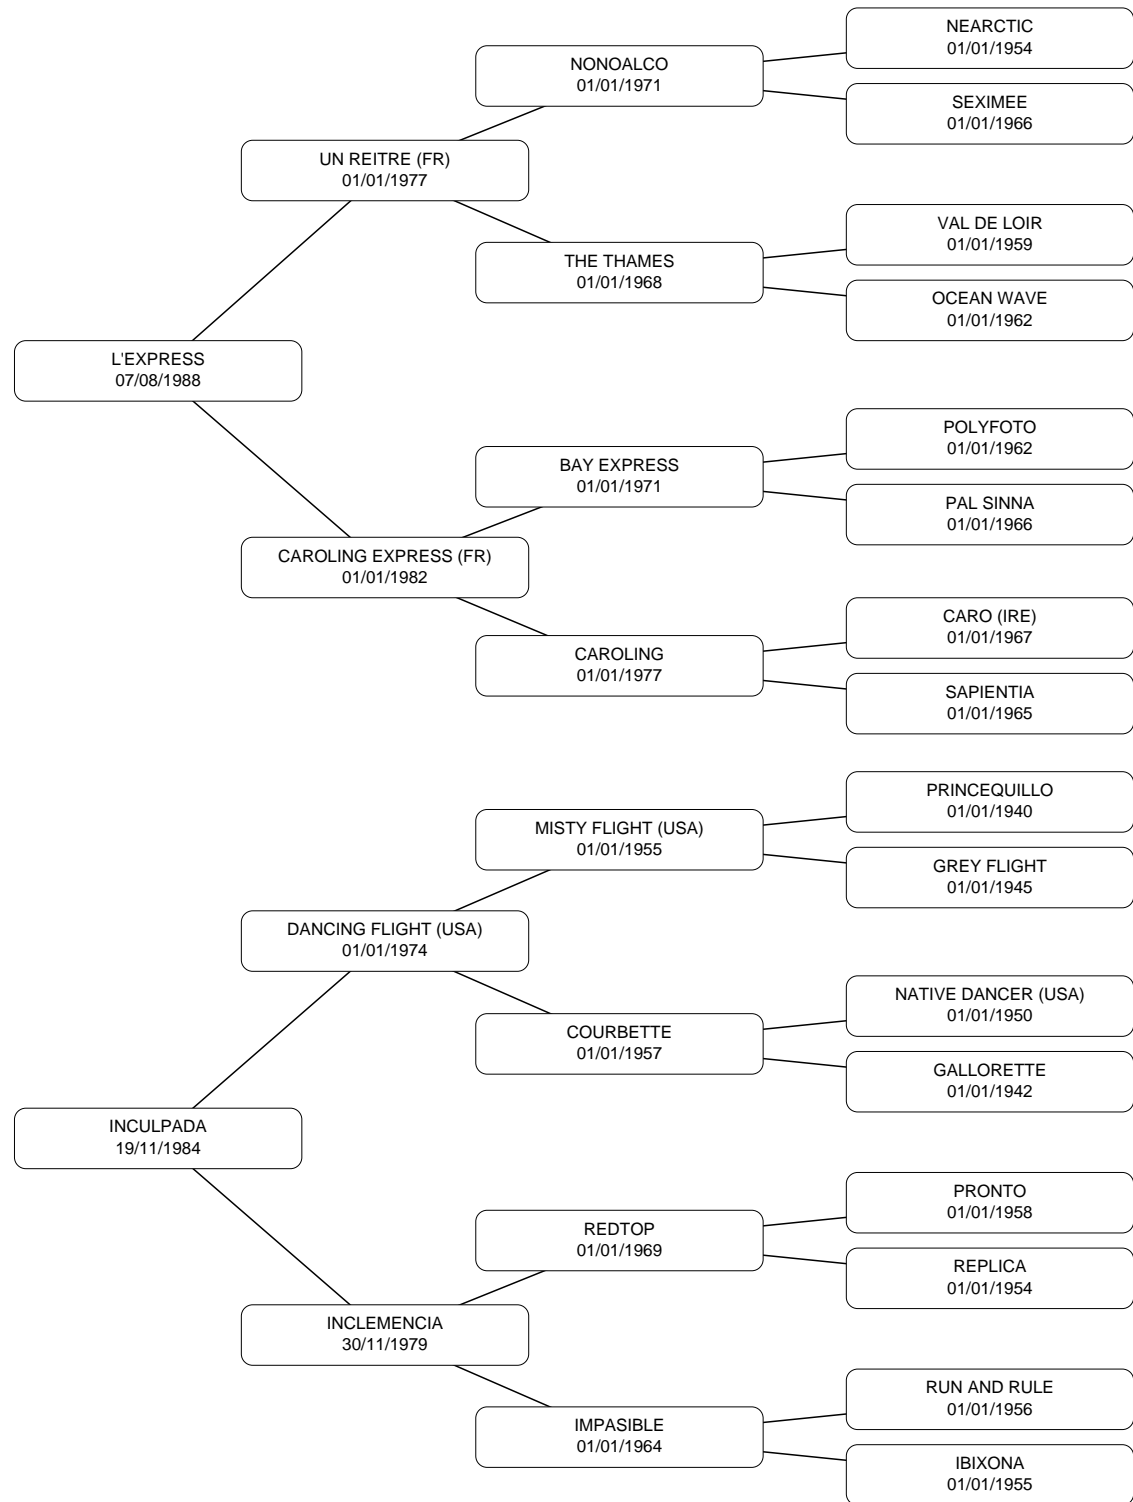 NEARCTIC
01/01/1954
NONOALCO
01/01/1971
SEXIMEE
01/01/1966
UN REITRE (FR)
01/01/1977
VAL DE LOIR
01/01/1959
THE THAMES
01/01/1968
OCEAN WAVE
01/01/1962
L'EXPRESS
07/08/1988
POLYFOTO
01/01/1962
BAY EXPRESS
01/01/1971
PAL SINNA
01/01/1966
CAROLING EXPRESS (FR)
01/01/1982
CARO (IRE)
01/01/1967
CAROLING
01/01/1977
SAPIENTIA
01/01/1965
PRINCEQUILLO
01/01/1940
MISTY FLIGHT (USA)
01/01/1955
GREY FLIGHT
01/01/1945
DANCING FLIGHT (USA)
01/01/1974
NATIVE DANCER (USA)
01/01/1950
COURBETTE
01/01/1957
GALLORETTE
01/01/1942
INCULPADA
19/11/1984
PRONTO
01/01/1958
REDTOP
01/01/1969
REPLICA
01/01/1954
INCLEMENCIA
30/11/1979
RUN AND RULE
01/01/1956
IMPASIBLE
01/01/1964
IBIXONA
01/01/1955